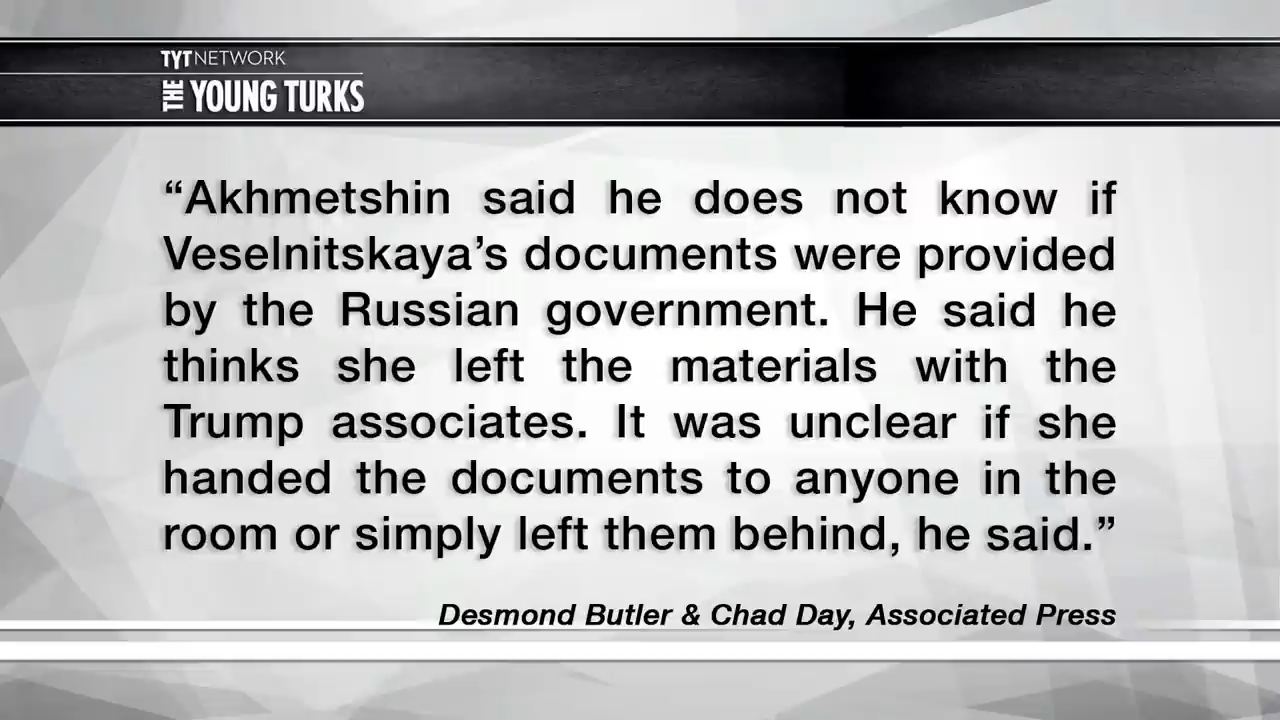 TYTNETWORK
THE YOUNG TURKS
“Akhmetshin said he does not know if
Veselnitskaya’s documents were provided
by the Russian government. He said he
thinks she left the materials with the
Trump associates. It was unclear if she
handed the documents to anyone in the
room or simply left them behind, he said.”
Desmond Butler & Chad Day, Associated Press